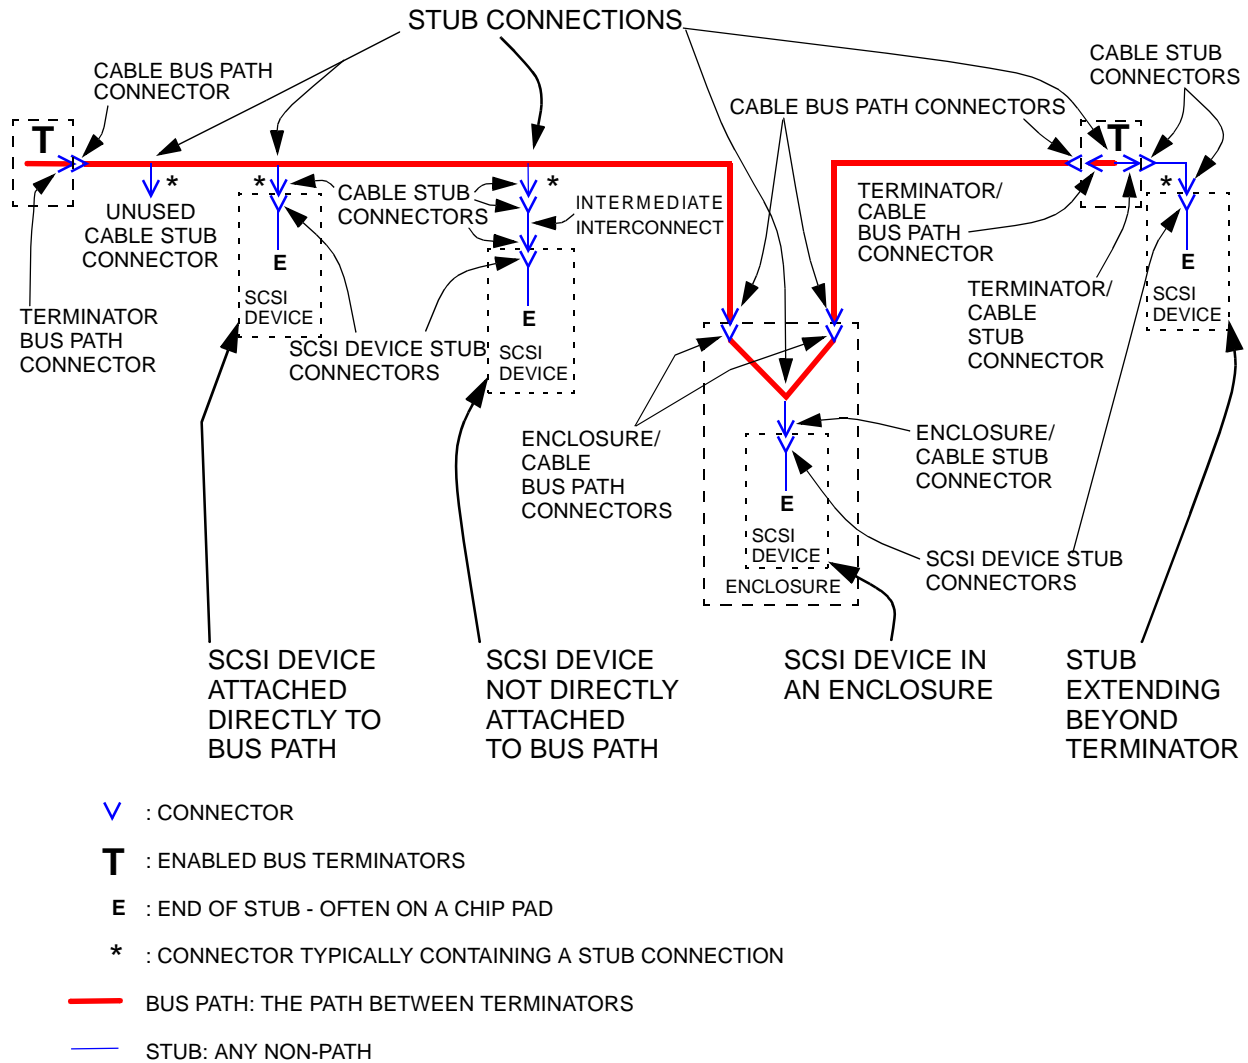 STUB CONNECTIONS
CABLE BUS PATH
CONNECTOR
CABLE STUB
CONNECTORS
CABLE BUS PATH CONNECTORS
T
T
*
UNUSED
CABLE STUB
CONNECTOR
*
CABLE STUB
CONNECTORS
*
INTERMEDIATE
INTERCONNECT
TERMINATOR/
CABLE
BUS PATH
CONNECTOR
*
E
SCSI
DEVICE
E
SCSI
DEVICE
E
SCSI
DEVICE
TERMINATOR
BUS PATH
CONNECTOR
SCSI DEVICE STUB
CONNECTORS
TERMINATOR/
CABLE
STUB
CONNECTOR
ENCLOSURE/
CABLE
BUS PATH
CONNECTORS
ENCLOSURE/
CABLE STUB
CONNECTOR
E
SCSI
DEVICE
ENCLOSURE
SCSI DEVICE STUB
CONNECTORS
SCSI DEVICE
ATTACHED
DIRECTLY TO
BUS PATH
SCSI DEVICE
NOT DIRECTLY
ATTACHED
TO BUS PATH
SCSI DEVICE IN
AN ENCLOSURE
STUB
EXTENDING
BEYOND
TERMINATOR
: CONNECTOR
T : ENABLED BUS TERMINATORS
E : END OF STUB - OFTEN ON A CHIP PAD
* : CONNECTOR TYPICALLY CONTAINING A STUB CONNECTION
BUS PATH: THE PATH BETWEEN TERMINATORS
STUB: ANY NON-PATH